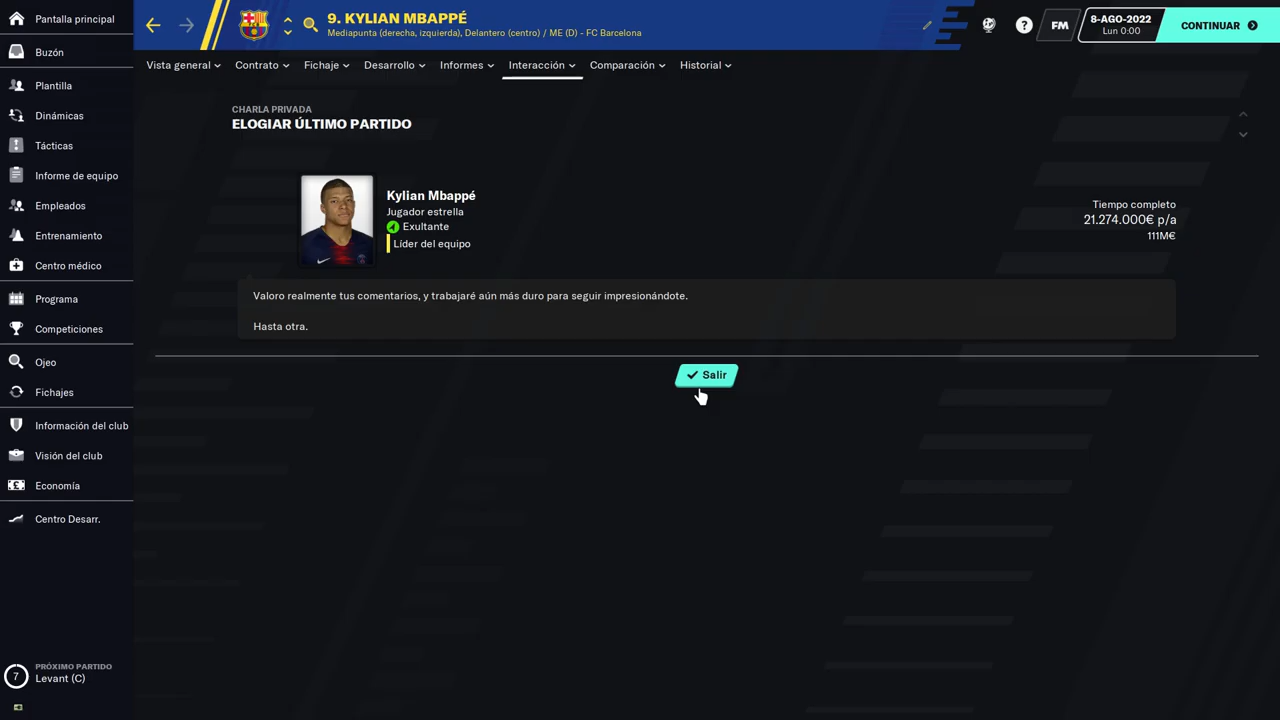 9. KYLIAN MBAPPÉ
Mediapunta (derecha, izquierda), Delantero (centro) / ME (D) - FC Barcelona
FM
8-AGO-2022
Lun 0:00
CONTINUAR
Pantalla principal
Buzón
Plantilla
Dinámicas
Tácticas
Informe de equipo
Empleados
Entrenamiento
Centro médico
Programa
Competiciones
Ojeo
Fichajes
Información del club
Visión del club
Economía
Centro Desarr.
7
PRÓXIMO PARTIDO
Levant (C)
Vista general
Contrato
Fichaje
Desarrollo
Informes
Interacción
Comparación
Historial
CHARLA PRIVADA
ELOGIAR ÚLTIMO PARTIDO
Kylian Mbappé
Jugador estrella
Exultante
Líder del equipo
Tiempo completo
21.274.000€ p/a
111M€
Valoro realmente tus comentarios, y trabajaré aún más duro para seguir impresionándote.
Hasta otra.
Salir